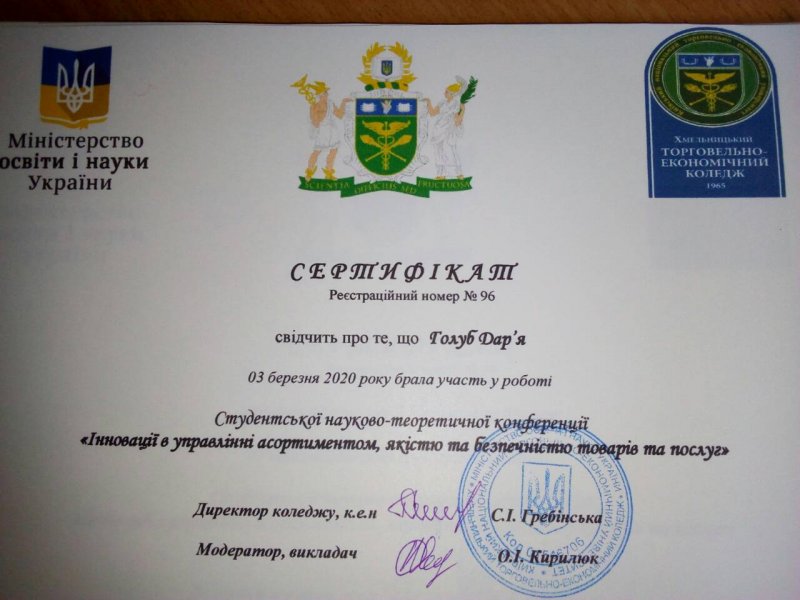 Міністерство
освіти і науки
України
SCIENTIA DIFFICILIS SED FRUCTUOSA
Хмельницький
ТОРГОВЕЛЬНО-
ЕКОНОМІЧНИЙ
КОЛЕДЖ
1965
СЕРТИФІКАТ
Реєстраційний номер № 96
свідчить про те, що Голуб Дар’я
03 березня 2020 року брала участь у роботі
Студентської науково-теоретичної конференції
«Інновації в управлінні асортиментом, якістю та безпечністю товарів та послуг»
Директор коледжу, к.е.н
С.І. Гребінська
Модератор, викладач
О.І. Кирилюк